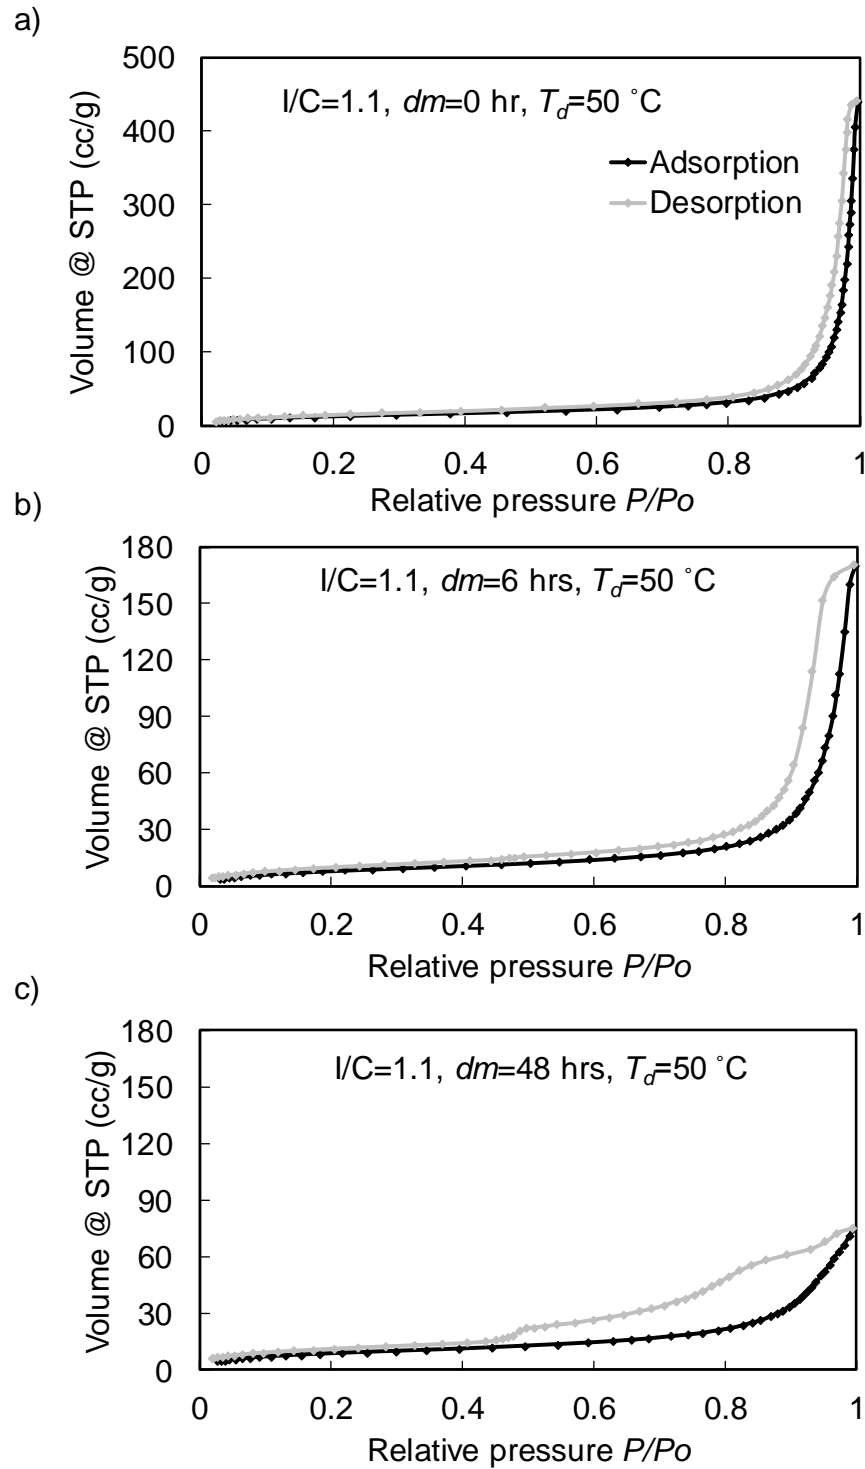 a)
500
400
300
200
100
0
Volume @ STP (cc/g)
I/C=1.1, dm=0 hr, Td=50 °C
Adsorption
Desorption
0 0.2 0.4 0.6 0.8 1
Relative pressure P/Po
b)
180
150
120
90
60
30
0
Volume @ STP (cc/g)
I/C=1.1, dm=6 hrs, Td=50 °C
0 0.2 0.4 0.6 0.8 1
Relative pressure P/Po
c)
180
150
120
90
60
30
0
Volume @ STP (cc/g)
I/C=1.1, dm=48 hrs, Td=50 °C
0 0.2 0.4 0.6 0.8 1
Relative pressure P/Po